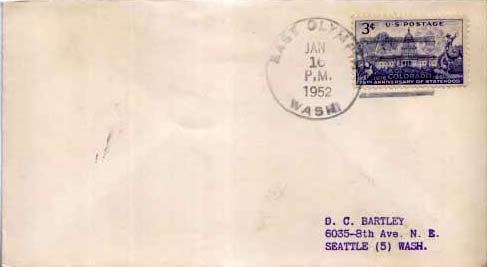 EAST OLYMPIA
JAN
16
P.M.
1952
WASH
3¢ U.S. POSTAGE
COLORADO
75TH ANNIVERSARY OF STATEHOOD
D. C. BARTLEY
6035-8th Ave. N. E.
SEATTLE (5) WASH.